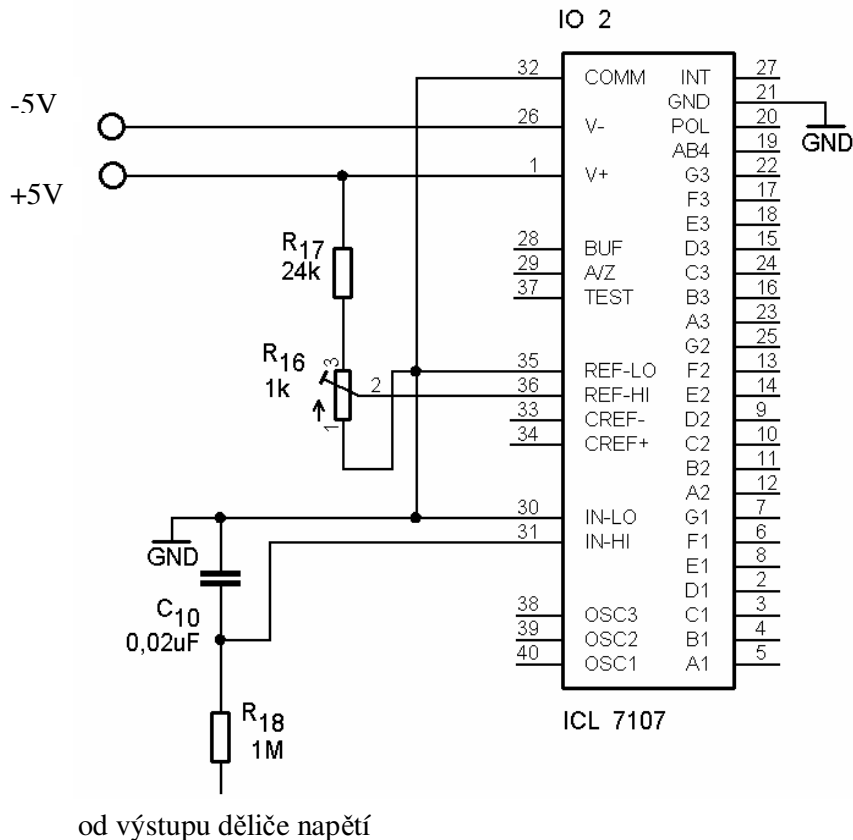 IO 2
-5V
+5V
32 COMM INT 27
GND 21
26 V- POL 20
GND
AB4 19
1 V+ G3 22
F3 17
E3 18
R17
24k
28 BUF D3 15
29 A/Z C3 24
37 TEST B3 16
A3 23
G2 25
R16
1k
3
2
1
35 REF-LO F2 13
36 REF-HI E2 14
33 CREF- D2 9
34 CREF+ C2 10
B2 11
A2 12
30 IN-LO G1 7
31 IN-HI F1 6
GND
E1 8
D1 2
C10
0,02uF
38 OSC3 C1 3
39 OSC2 B1 4
40 OSC1 A1 5
R18
1M
ICL 7107
od výstupu děliče napětí